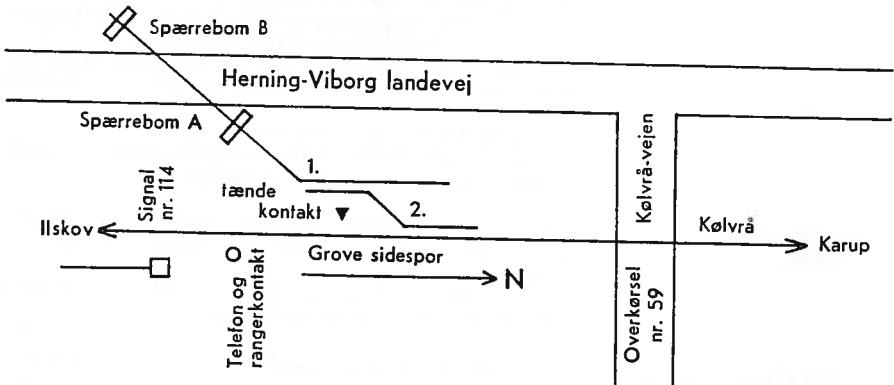 Spærrebom B
Herning-Viborg landevej
Spærrebom A
1.
Signal
nr. 114
tænde
kontakt
2.
Kølvrå-vejen
Ilskov
Kølvrå
Karup
Telefon og
rangerkontakt
Grove sidespor
N
Overkørsel
nr. 59